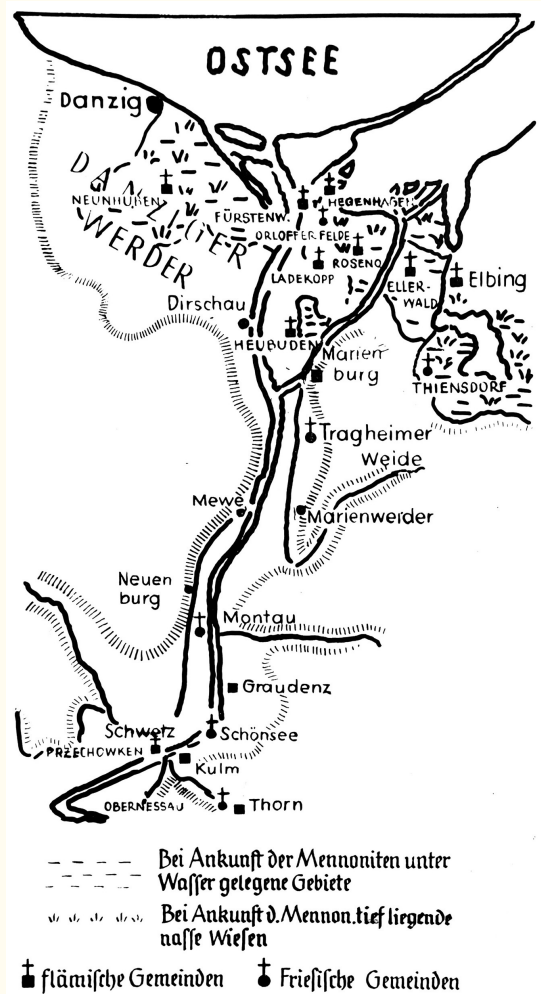 OSTSEE
Danzig
DANZIGER
WERDER
NEUNHUBEN
HEGENHAGEN
FÜRSTENW.
ORLOFFERFELDE
ROSENO
LADEKOPP
ELLER-
WALD
Elbing
Dirschau
HEUBUDEN
Marien
burg
THIENSDORF
Tragheimer
Weide
Mewe
Marienwerder
Neuen
burg
Montau
Graudenz
Schwetz
Schönsee
PRZECHOWKEN
Kulm
OBERNESSAU
Thorn
Bei Ankunft der Mennoniten unter
Waſſer gelegene Gebiete
Bei Ankunft d. Mennon. tief liegende
naſſe Wieſen
flämiſche Gemeinden
Frieſiſche Gemeinden